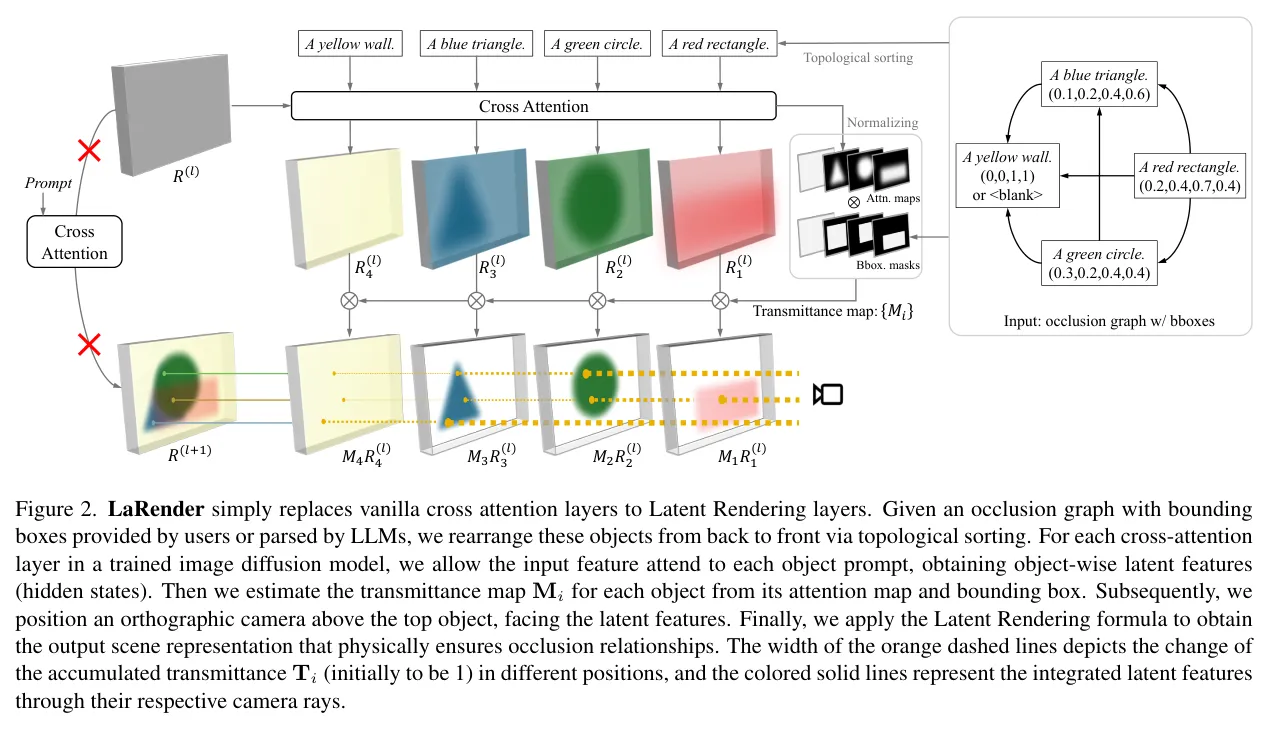 A yellow wall.
A blue triangle.
A green circle.
A red rectangle.
Topological sorting
Cross Attention
Normalizing
R^(l)
Prompt
Cross
Attention
Attn. maps
Bbox. masks
R_4^(l)
R_3^(l)
R_2^(l)
R_1^(l)
Transmittance map: {M_i}
A blue triangle.
(0.1,0.2,0.4,0.6)
A yellow wall.
(0,0,1,1)
or <blank>
A red rectangle.
(0.2,0.4,0.7,0.4)
A green circle.
(0.3,0.2,0.4,0.4)
Input: occlusion graph w/ bboxes
R^(l+1)
M_4R_4^(l)
M_3R_3^(l)
M_2R_2^(l)
M_1R_1^(l)
Figure 2. LaRender simply replaces vanilla cross attention layers to Latent Rendering layers. Given an occlusion graph with bounding
boxes provided by users or parsed by LLMs, we rearrange these objects from back to front via topological sorting. For each cross-attention
layer in a trained image diffusion model, we allow the input feature attend to each object prompt, obtaining object-wise latent features
(hidden states). Then we estimate the transmittance map M_i for each object from its attention map and bounding box. Subsequently, we
position an orthographic camera above the top object, facing the latent features. Finally, we apply the Latent Rendering formula to obtain
the output scene representation that physically ensures occlusion relationships. The width of the orange dashed lines depicts the change of
the accumulated transmittance T_i (initially to be 1) in different positions, and the colored solid lines represent the integrated latent features
through their respective camera rays.